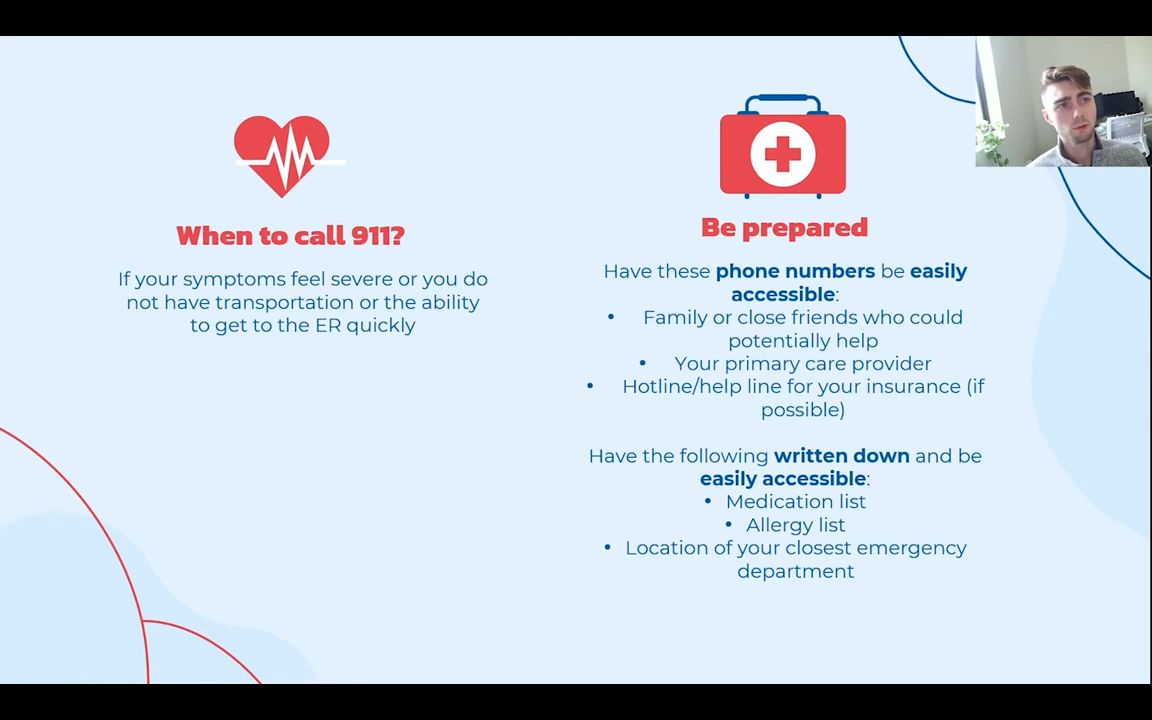 When to call 911?
If your symptoms feel severe or you do
not have transportation or the ability
to get to the ER quickly
Be prepared
Have these phone numbers be easily
accessible:
• Family or close friends who could
potentially help
• Your primary care provider
• Hotline/help line for your insurance (if
possible)
Have the following written down and be
easily accessible:
• Medication list
• Allergy list
• Location of your closest emergency
department